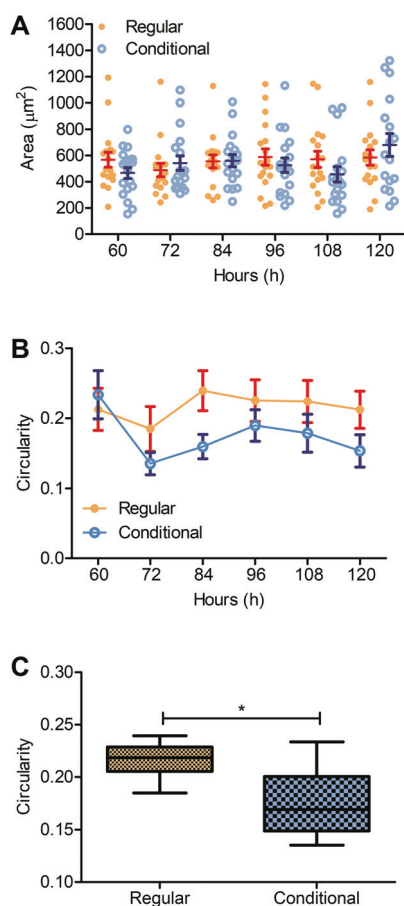 A
1600
1400
1200
1000
800
600
400
200
0
Area (μm²)
Regular
Conditional
60 72 84 96 108 120
Hours (h)
B
0.3
0.2
0.1
0.0
Circularity
Regular
Conditional
60 72 84 96 108 120
Hours (h)
C
0.30
0.25
0.20
0.15
0.10
Circularity
*
Regular Conditional